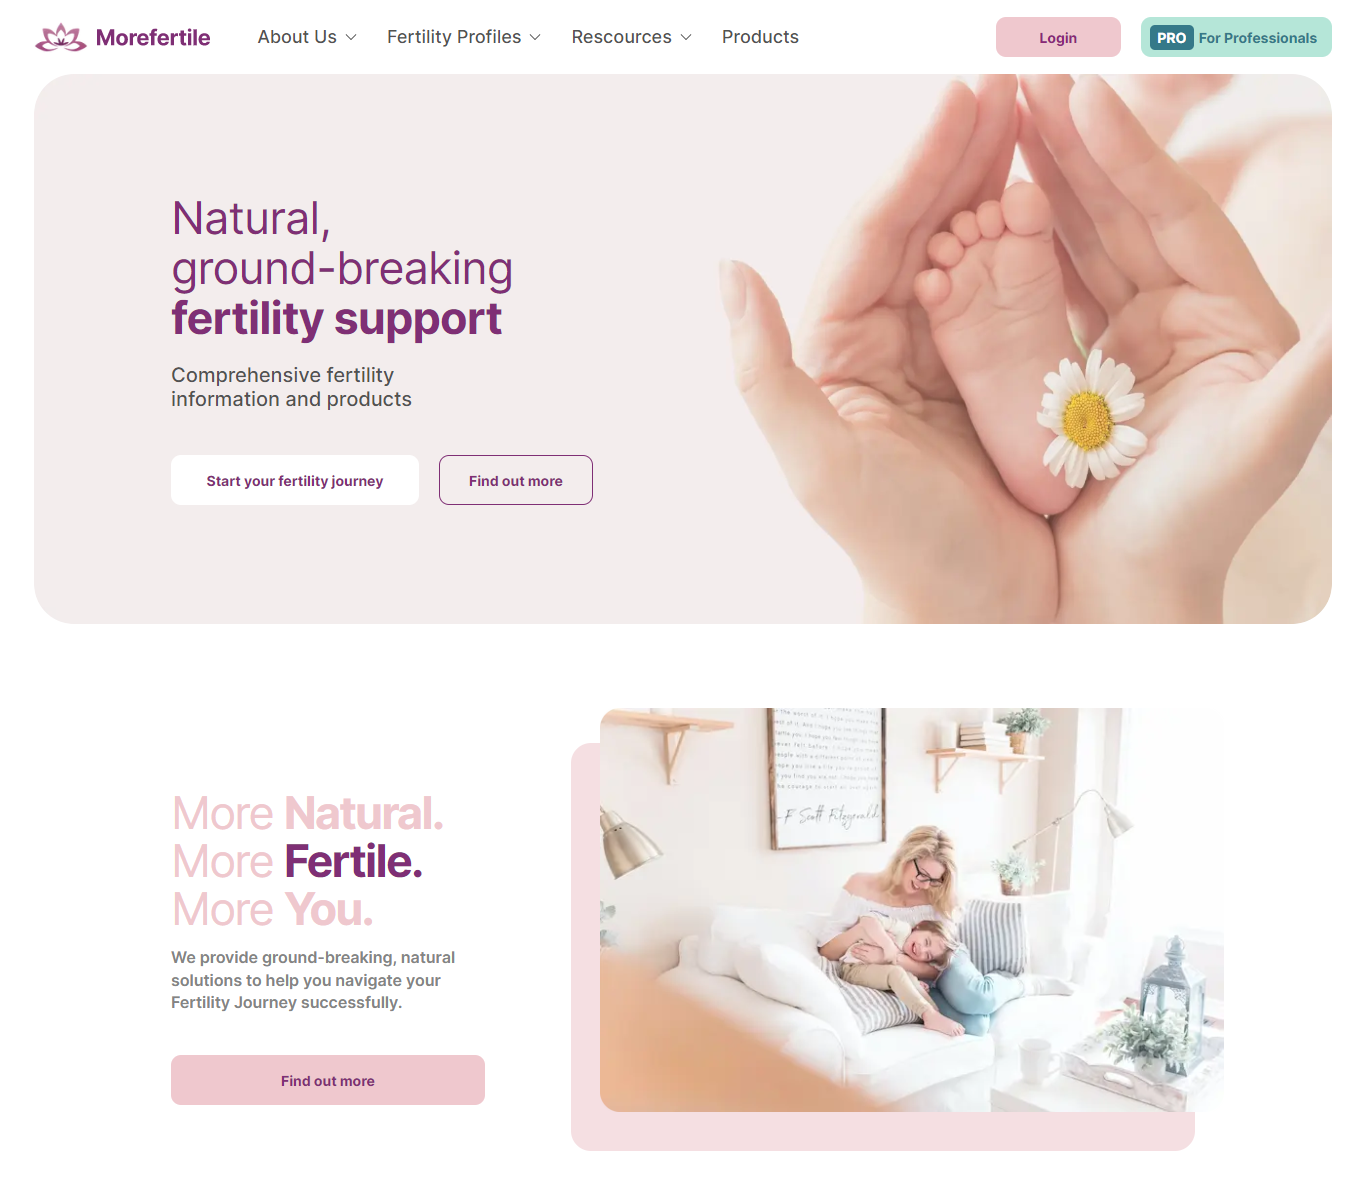 Morefertile
About Us
Fertility Profiles
Rescources
Products
Login
PRO For Professionals
Natural,
ground-breaking
fertility support
Comprehensive fertility
information and products
Start your fertility journey
Find out more
More Natural.
More Fertile.
More You.
We provide ground-breaking, natural
solutions to help you navigate your
Fertility Journey successfully.
Find out more
- F Scott Fitzgerald